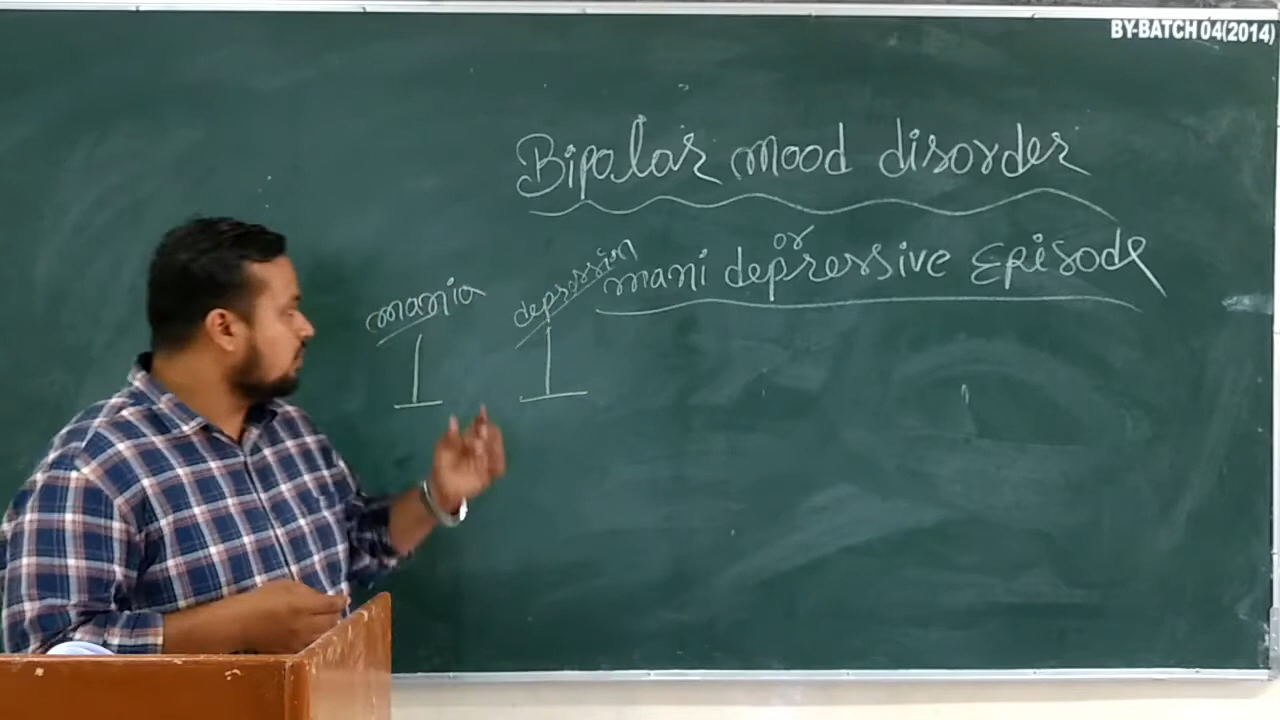 BY-BATCH 04(2014)
Bipolar mood disorder
or
mani depressive Episode
mania
depression